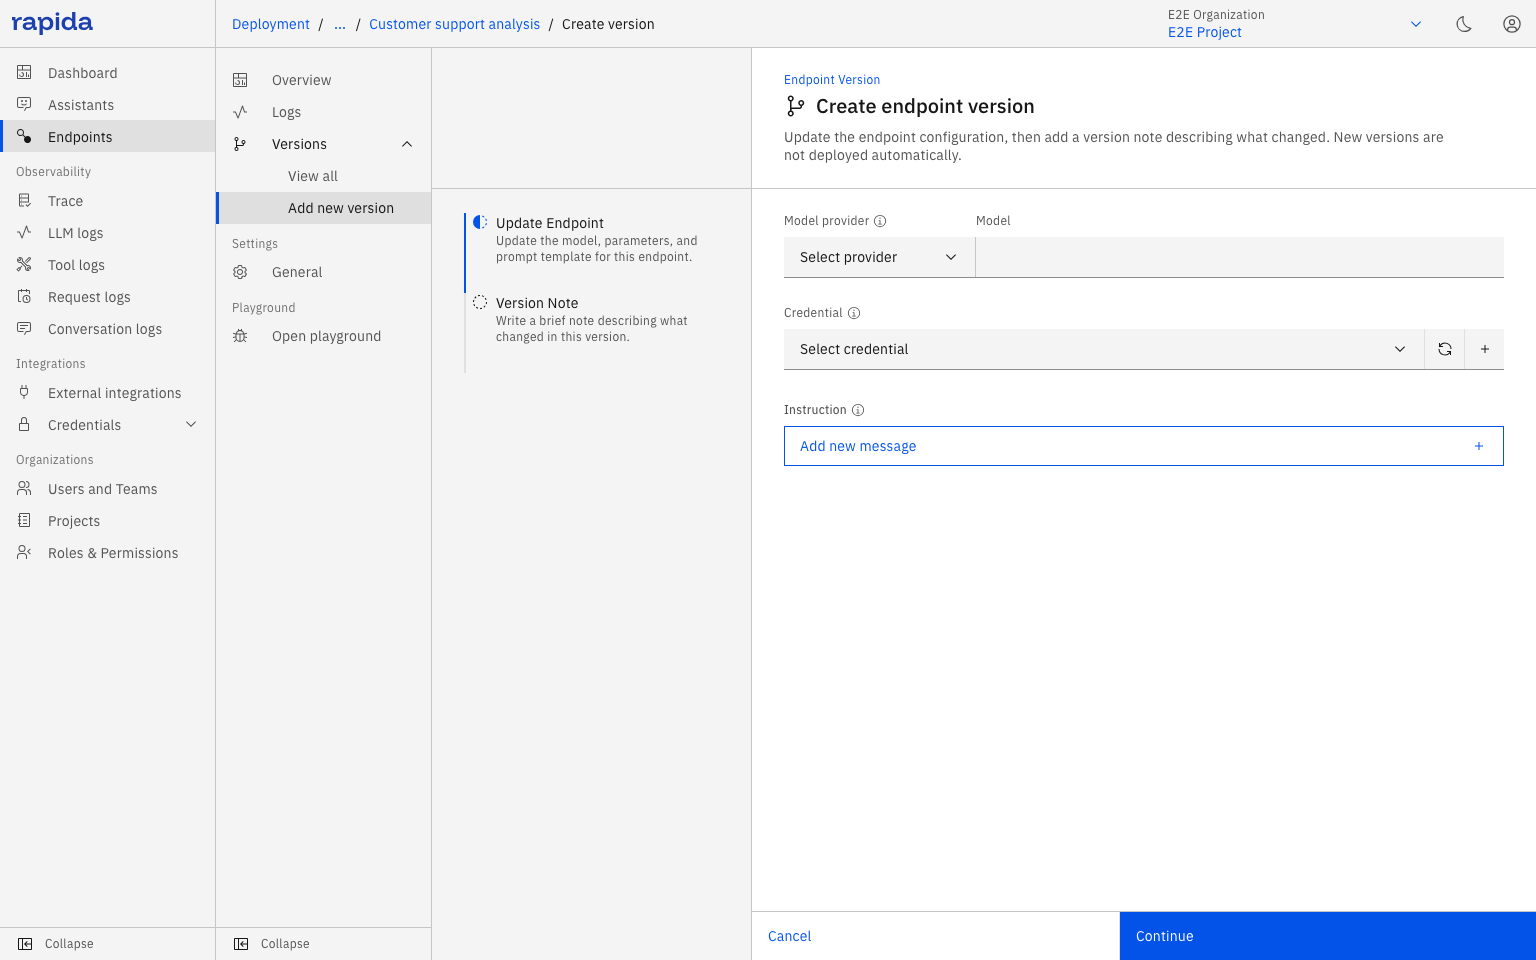 rapida
Deployment / ... / Customer support analysis / Create version
E2E Organization
E2E Project
Dashboard
Assistants
Endpoints
Observability
Trace
LLM logs
Tool logs
Request logs
Conversation logs
Integrations
External integrations
Credentials
Organizations
Users and Teams
Projects
Roles & Permissions
Collapse
Overview
Logs
Versions
View all
Add new version
Settings
General
Playground
Open playground
Collapse
Update Endpoint
Update the model, parameters, and
prompt template for this endpoint.
Version Note
Write a brief note describing what
changed in this version.
Endpoint Version
Create endpoint version
Update the endpoint configuration, then add a version note describing what changed. New versions are
not deployed automatically.
Model provider
Model
Select provider
Credential
Select credential
Instruction
Add new message
Cancel
Continue